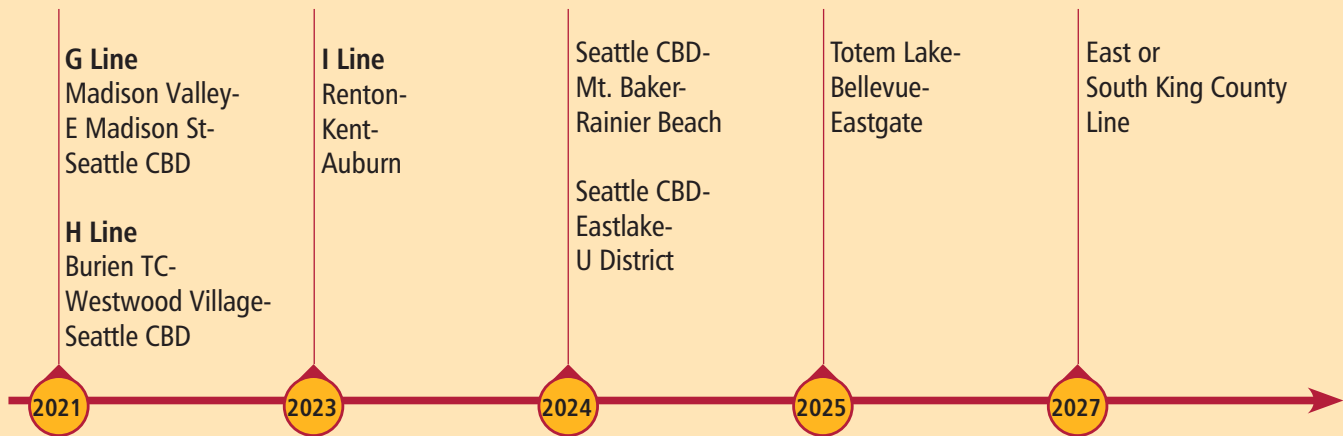 G Line
Madison Valley-
E Madison St-
Seattle CBD
H Line
Burien TC-
Westwood Village-
Seattle CBD
I Line
Renton-
Kent-
Auburn
Seattle CBD-
Mt. Baker-
Rainier Beach
Seattle CBD-
Eastlake-
U District
Totem Lake-
Bellevue-
Eastgate
East or
South King County
Line
2021
2023
2024
2025
2027